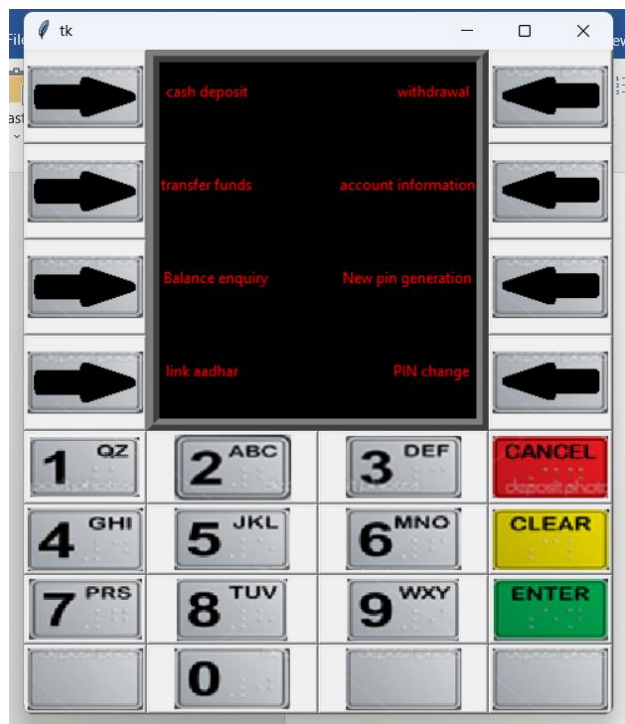 tk
cash deposit withdrawal
transfer funds account information
Balance enquiry New pin generation
link aadhar PIN change
1 QZ 2 ABC 3 DEF CANCEL
depositphotos
4 GHI 5 JKL 6 MNO CLEAR
7 PRS 8 TUV 9 WXY ENTER
0